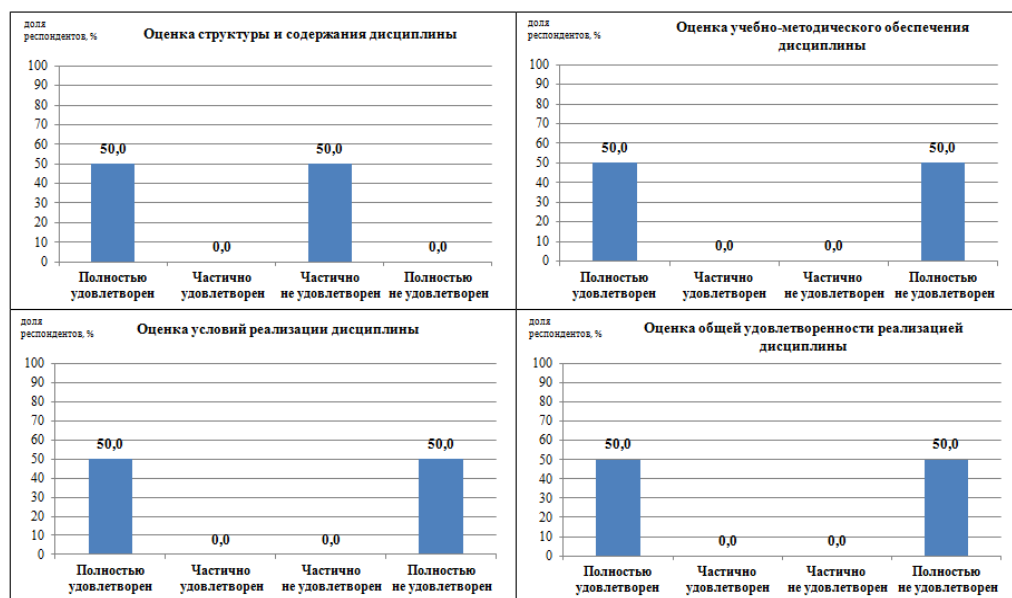 доля
респондентов, %
Оценка структуры и содержания дисциплины
100
90
80
70
60
50
40
30
20
10
0
50,0
0,0
50,0
0,0
Полностью
удовлетворен
Частично
удовлетворен
Частично
не удовлетворен
Полностью
не удовлетворен
доля
респондентов, %
Оценка учебно-методического обеспечения
дисциплины
100
90
80
70
60
50
40
30
20
10
0
50,0
0,0
0,0
50,0
Полностью
удовлетворен
Частично
удовлетворен
Частично
не удовлетворен
Полностью
не удовлетворен
доля
респондентов, %
Оценка условий реализации дисциплины
100
90
80
70
60
50
40
30
20
10
0
50,0
0,0
0,0
50,0
Полностью
удовлетворен
Частично
удовлетворен
Частично
не удовлетворен
Полностью
не удовлетворен
доля
респондентов, %
Оценка общей удовлетворенности реализацией
дисциплины
100
90
80
70
60
50
40
30
20
10
0
50,0
0,0
0,0
50,0
Полностью
удовлетворен
Частично
удовлетворен
Частично
не удовлетворен
Полностью
не удовлетворен